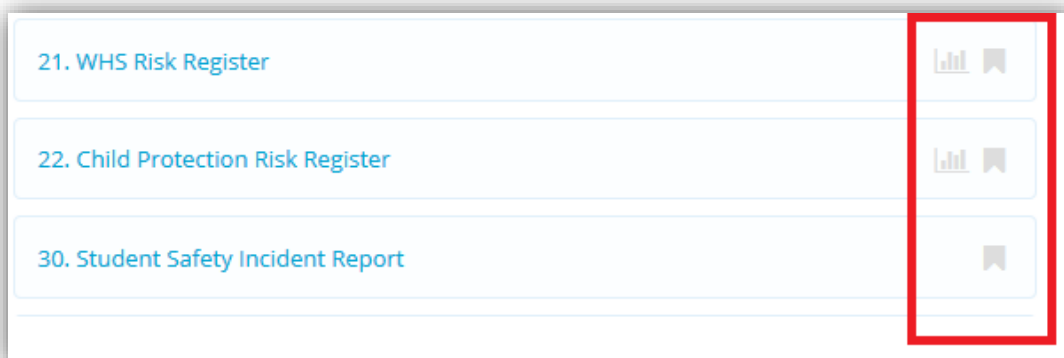 21. WHS Risk Register
22. Child Protection Risk Register
30. Student Safety Incident Report